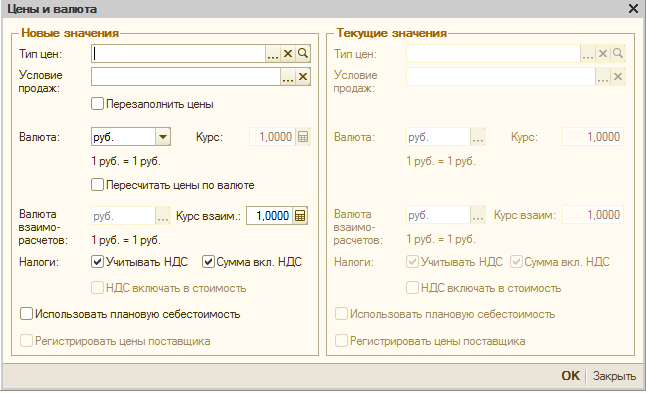 Цены и валюта
Новые значения
Тип цен:
Условие
продаж:
Перезаполнить цены
Валюта: руб. Курс: 1,0000
1 руб. = 1 руб.
Пересчитать цены по валюте
Валюта
взаимо-
расчетов:
руб. Курс взаим.: 1,0000
1 руб. = 1 руб.
Налоги: Учитывать НДС Сумма вкл. НДС
НДС включать в стоимость
Использовать плановую себестоимость
Регистрировать цены поставщика
Текущие значения
Тип цен:
Условие
продаж:
Валюта: руб. Курс: 1,0000
1 руб. = 1 руб.
Валюта
взаимо-
расчетов:
руб. Курс взаим: 1,0000
1 руб. = 1 руб.
Налоги: Учитывать НДС Сумма вкл. НДС
НДС включать в стоимость
Использовать плановую себестоимость
Регистрировать цены поставщика
OK Закрыть